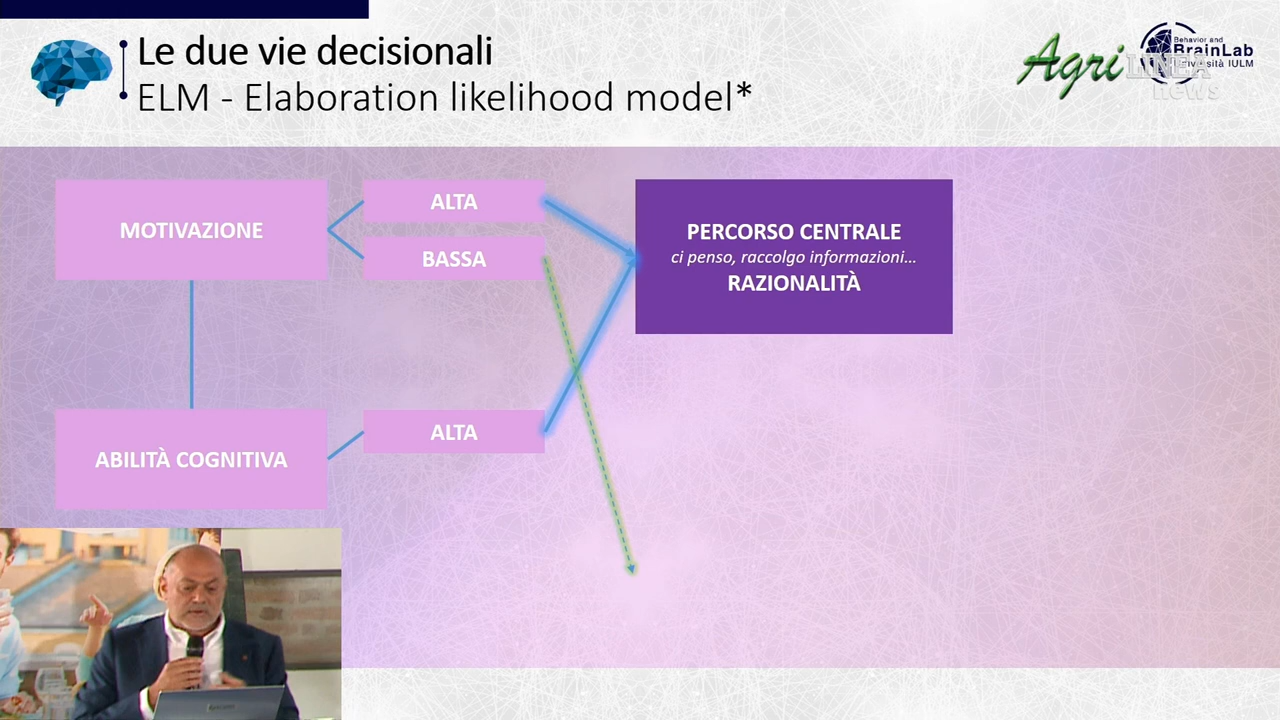 Le due vie decisionali
ELM - Elaboration likelihood model*
Agri LINEA
news
Behavior and
BrainLab
Università IULM
MOTIVAZIONE
ALTA
BASSA
PERCORSO CENTRALE
ci penso, raccolgo informazioni...
RAZIONALITÀ
ABILITÀ COGNITIVA
ALTA